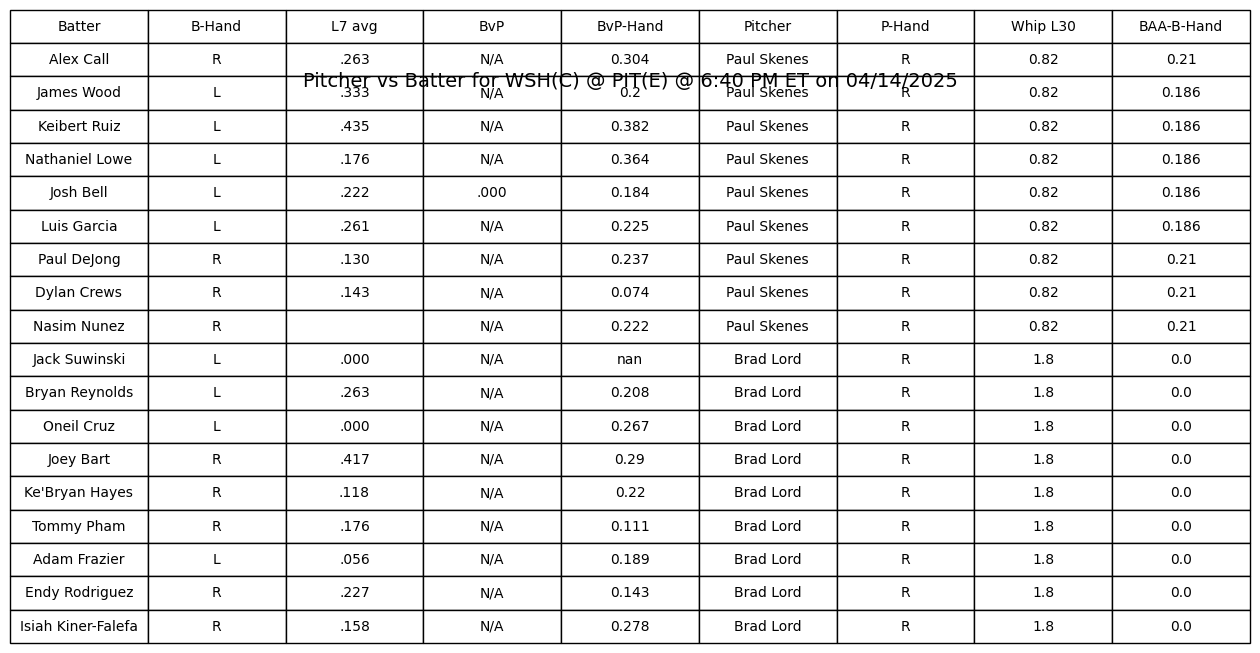 Batter B-Hand L7 avg BvP BvP-Hand Pitcher P-Hand Whip L30 BAA-B-Hand
Alex Call R .263 N/A 0.304 Paul Skenes R 0.82 0.21
Pitcher vs Batter for WSH(C) @ PIT(E) @ 6:40 PM ET on 04/14/2025
James Wood L .333 N/A 0.2 Paul Skenes R 0.82 0.186
Keibert Ruiz L .435 N/A 0.382 Paul Skenes R 0.82 0.186
Nathaniel Lowe L .176 N/A 0.364 Paul Skenes R 0.82 0.186
Josh Bell L .222 .000 0.184 Paul Skenes R 0.82 0.186
Luis Garcia L .261 N/A 0.225 Paul Skenes R 0.82 0.186
Paul DeJong R .130 N/A 0.237 Paul Skenes R 0.82 0.21
Dylan Crews R .143 N/A 0.074 Paul Skenes R 0.82 0.21
Nasim Nunez R N/A 0.222 Paul Skenes R 0.82 0.21
Jack Suwinski L .000 N/A nan Brad Lord R 1.8 0.0
Bryan Reynolds L .263 N/A 0.208 Brad Lord R 1.8 0.0
Oneil Cruz L .000 N/A 0.267 Brad Lord R 1.8 0.0
Joey Bart R .417 N/A 0.29 Brad Lord R 1.8 0.0
Ke'Bryan Hayes R .118 N/A 0.22 Brad Lord R 1.8 0.0
Tommy Pham R .176 N/A 0.111 Brad Lord R 1.8 0.0
Adam Frazier L .056 N/A 0.189 Brad Lord R 1.8 0.0
Endy Rodriguez R .227 N/A 0.143 Brad Lord R 1.8 0.0
Isiah Kiner-Falefa R .158 N/A 0.278 Brad Lord R 1.8 0.0